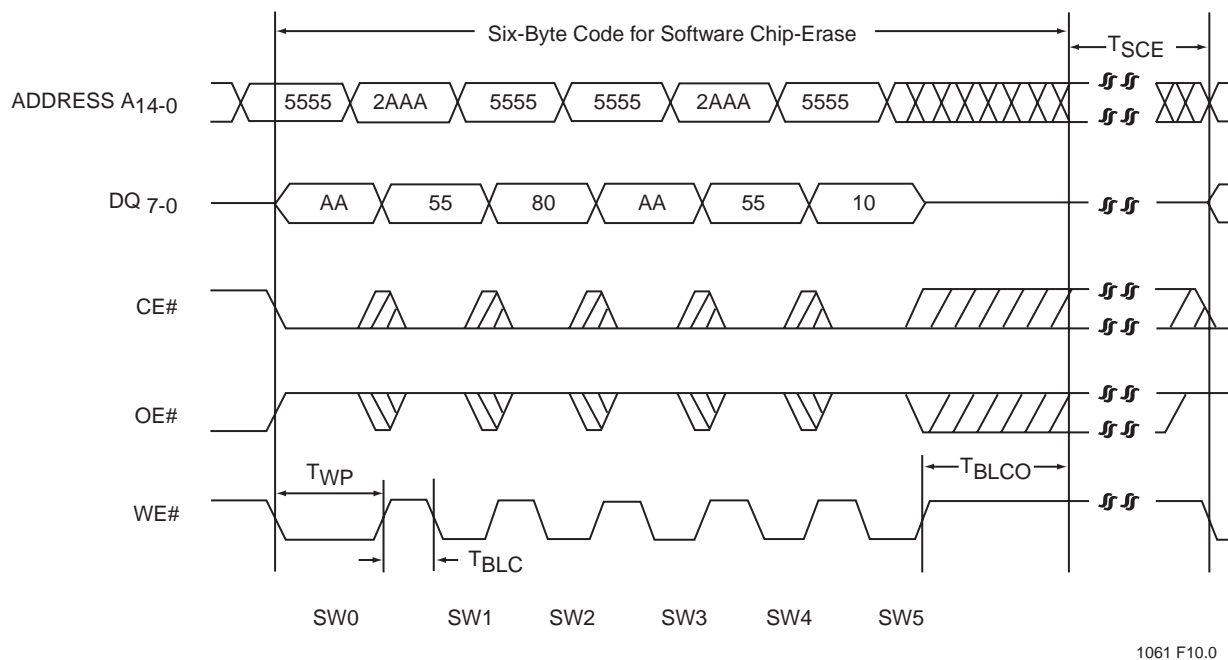 Six-Byte Code for Software Chip-Erase
TSCE
ADDRESS A14-0
5555 2AAA 5555 5555 2AAA 5555
DQ 7-0
AA 55 80 AA 55 10
CE#
OE#
TWP
TBLCO
WE#
TBLC
SW0 SW1 SW2 SW3 SW4 SW5
1061 F10.0